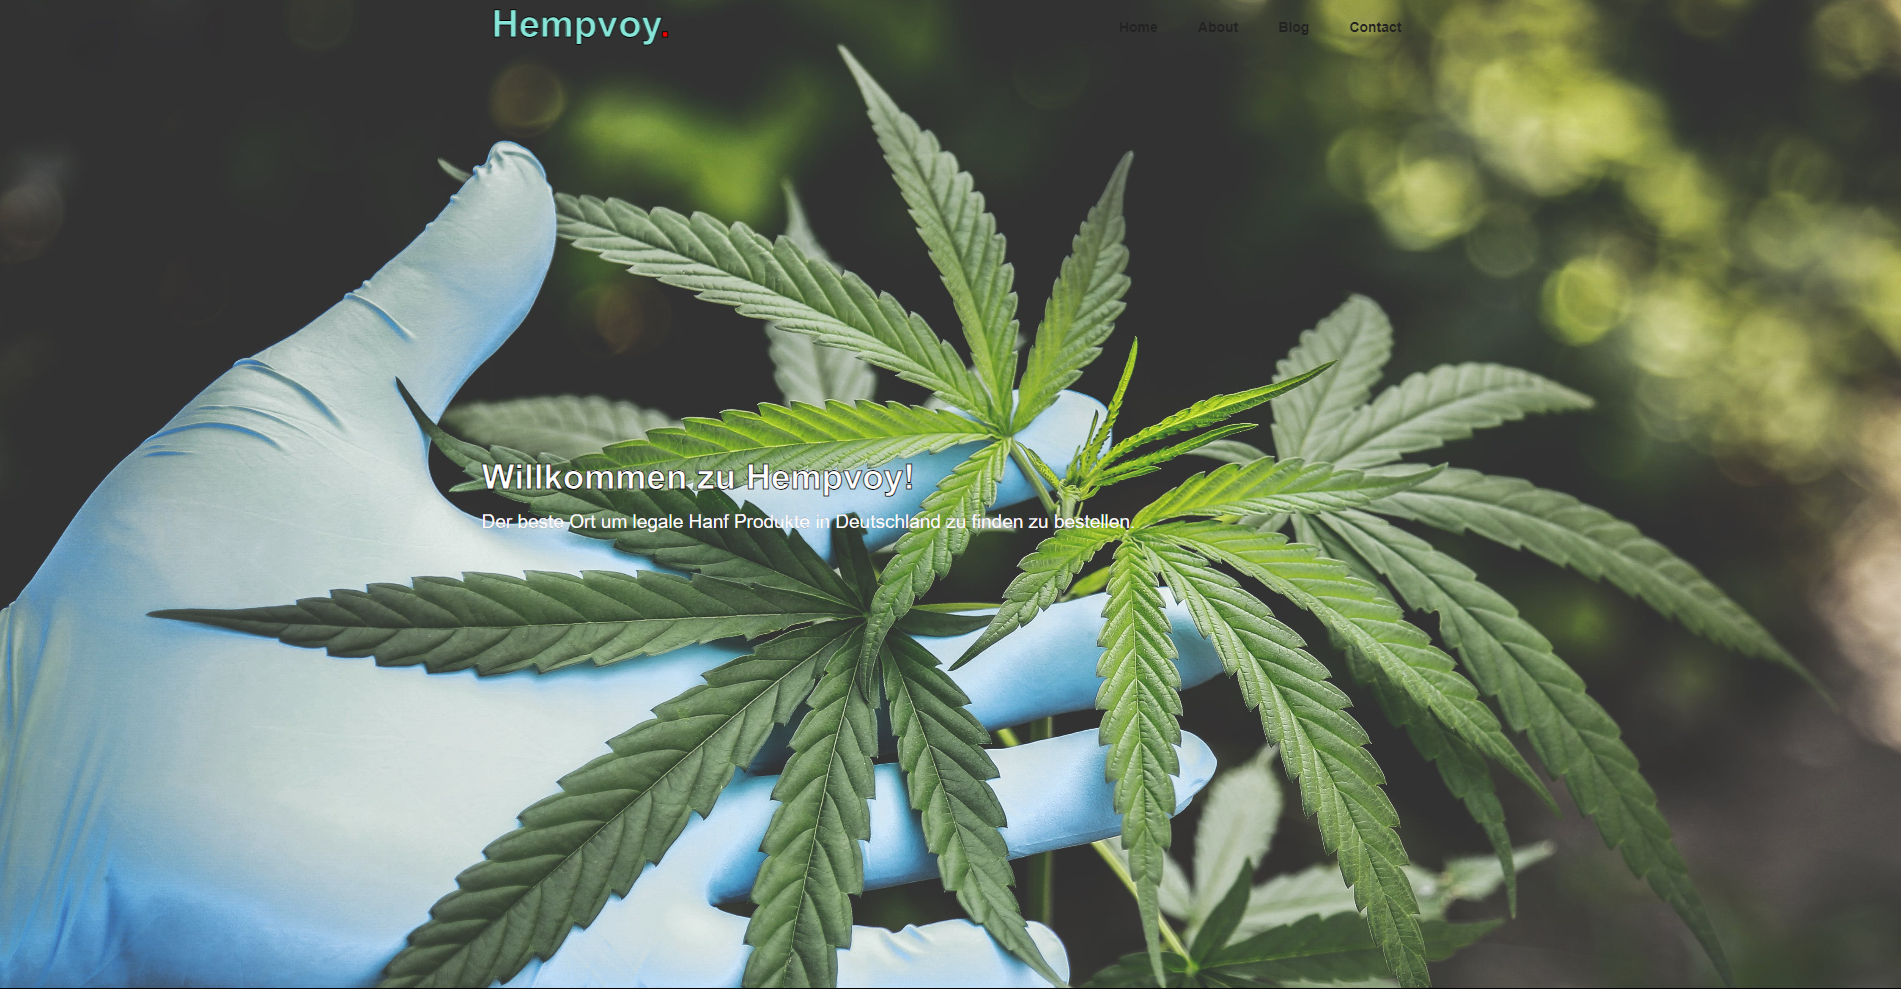 Hempvoy.
Home About Blog Contact
Willkommen zu Hempvoy!
Der beste Ort um legale Hanf Produkte in Deutschland zu finden zu bestellen.